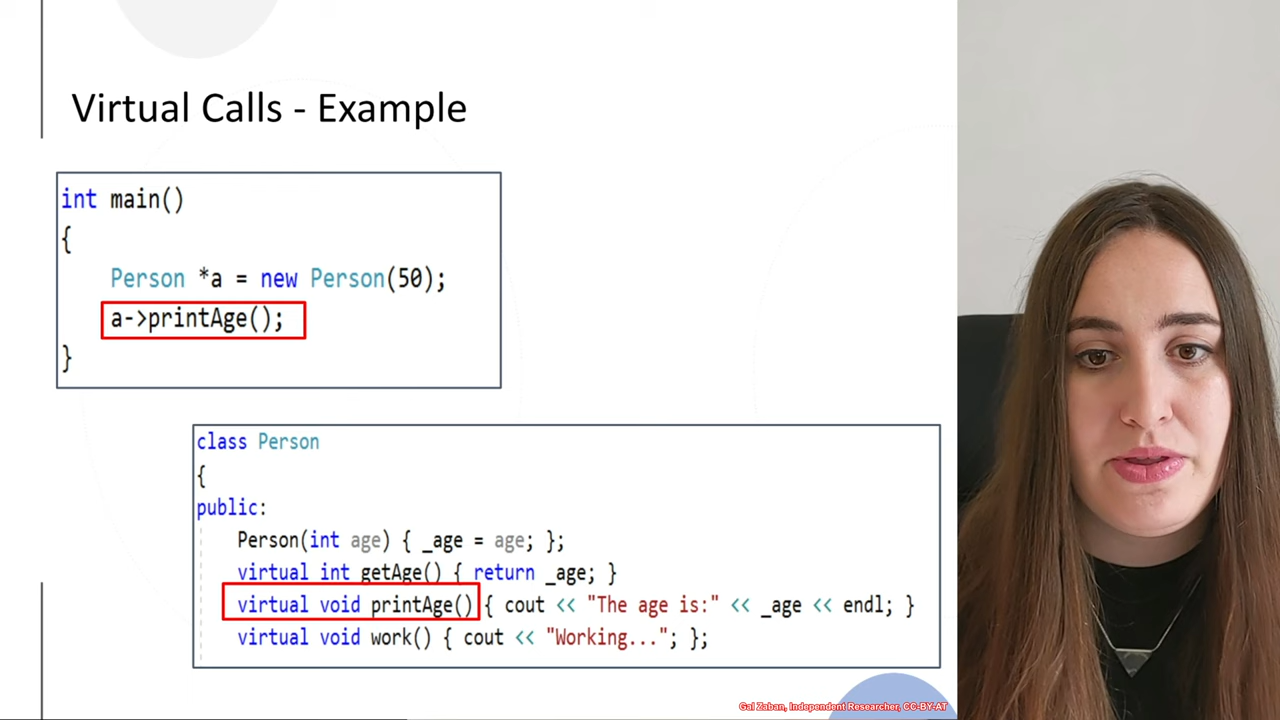 Virtual Calls - Example
int main()
{
Person *a = new Person(50);
a->printAge();
}
class Person
{
public:
Person(int age) { _age = age; };
virtual int getAge() { return _age; }
virtual void printAge() { cout << "The age is:" << _age << endl; }
virtual void work() { cout << "Working..."; };
Gal Zaban, Independent Researcher, CC-BY-AT